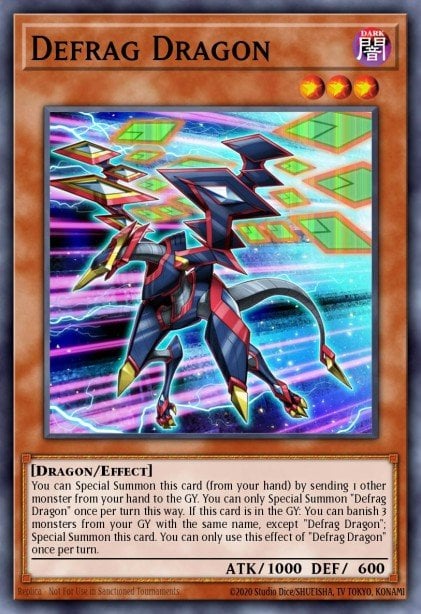 Defrag Dragon
DARK
闇
[Dragon/Effect]
You can Special Summon this card (from your hand) by sending 1 other
monster from your hand to the GY. You can only Special Summon "Defrag
Dragon" once per turn this way. If this card is in the GY: You can banish 3
monsters from your GY with the same name, except "Defrag Dragon";
Special Summon this card. You can only use this effect of "Defrag Dragon"
once per turn.
ATK/1000 DEF/ 600
Replica - Not For Use in Sanctioned Tournaments ©2020 Studio Dice/SHUEISHA, TV TOKYO, KONAMI